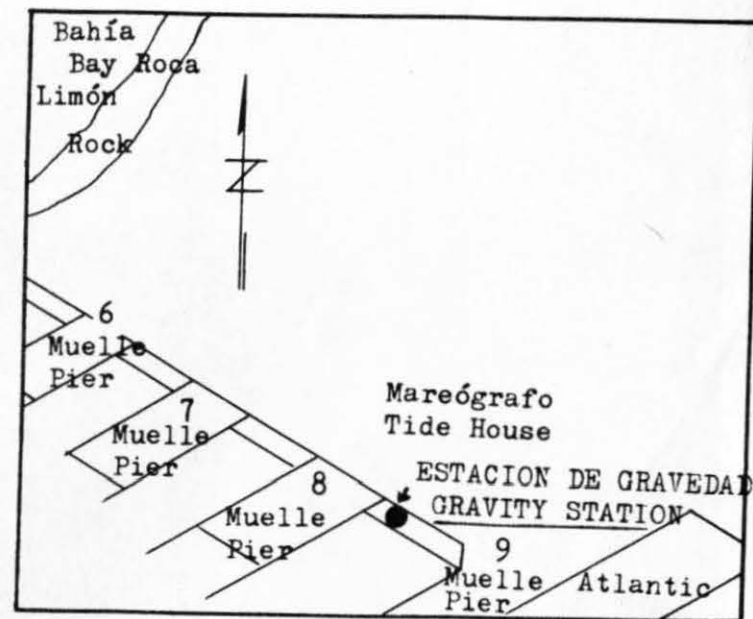 Bahía
Bay Roca
Limón
Rock
N
6
Muelle
Pier
7
Muelle
Pier
Mareógrafo
Tide House
8
ESTACION DE GRAVEDAD
GRAVITY STATION
Muelle
Pier
9
Muelle Atlantic
Pier